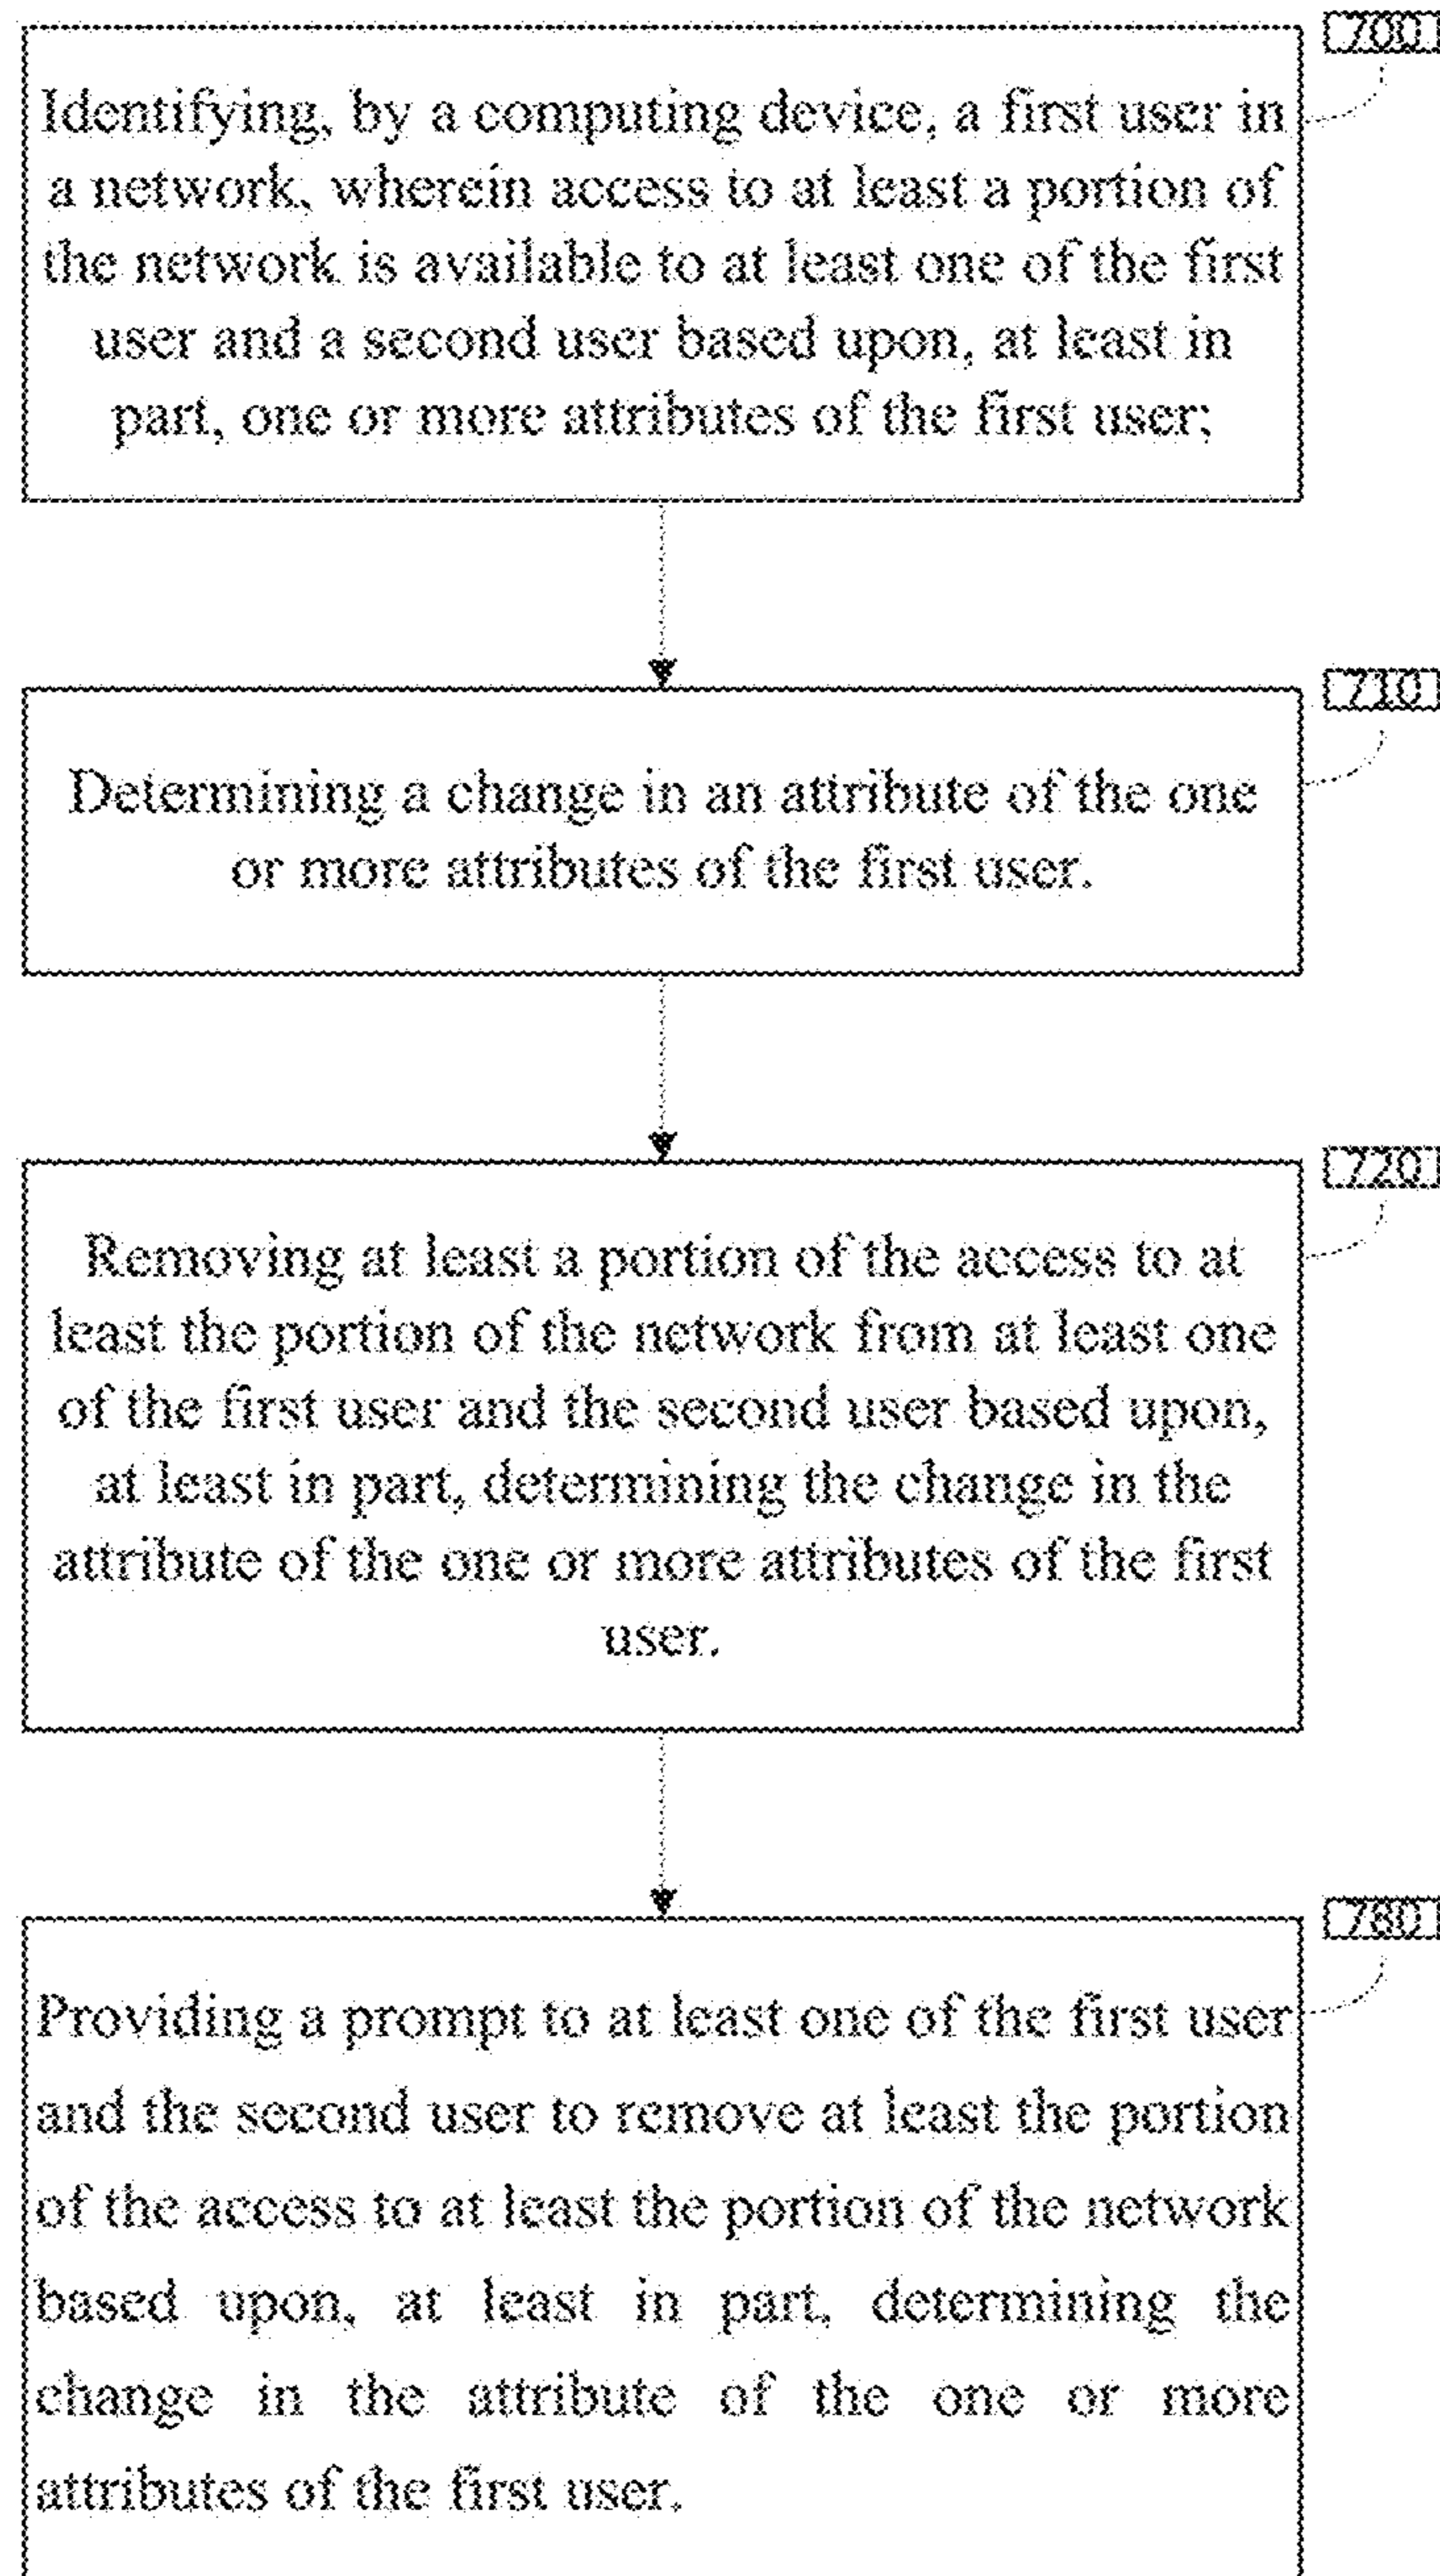 700
Identifying, by a computing device, a first user in
a network, wherein access to at least a portion of
the network is available to at least one of the first
user and a second user based upon, at least in
part, one or more attributes of the first user;
710
Determining a change in an attribute of the one
or more attributes of the first user.
720
Removing at least a portion of the access to at
least the portion of the network from at least one
of the first user and the second user based upon,
at least in part, determining the change in the
attribute of the one or more attributes of the first
user.
780
Providing a prompt to at least one of the first user
and the second user to remove at least the portion
of the access to at least the portion of the network
based upon, at least in part, determining the
change in the attribute of the one or more
attributes of the first user.